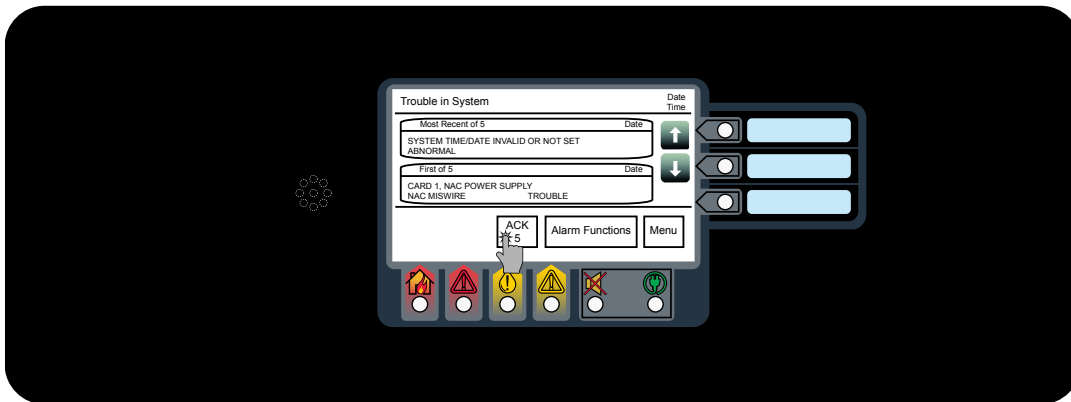 Trouble in System
Date
Time
Most Recent of 5 Date
SYSTEM TIME/DATE INVALID OR NOT SET
ABNORMAL
First of 5 Date
CARD 1, NAC POWER SUPPLY
NAC MISWIRE TROUBLE
ACK
5
Alarm Functions
Menu